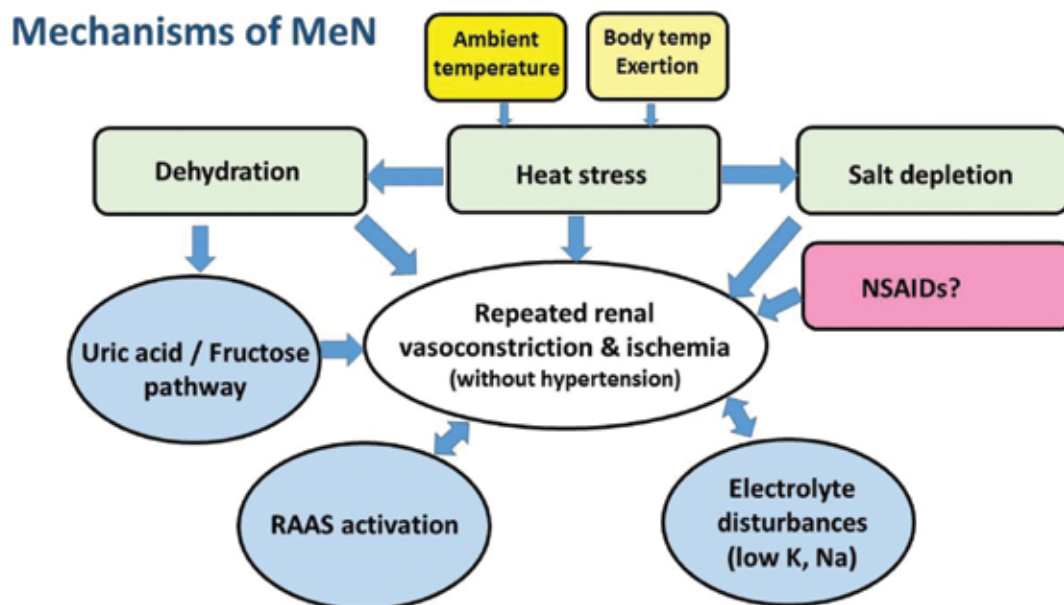 Mechanisms of MeN
Ambient
temperature
Body temp
Exertion
Dehydration
Heat stress
Salt depletion
NSAIDs?
Uric acid / Fructose
pathway
Repeated renal
vasoconstriction & ischemia
(without hypertension)
RAAS activation
Electrolyte
disturbances
(low K, Na)